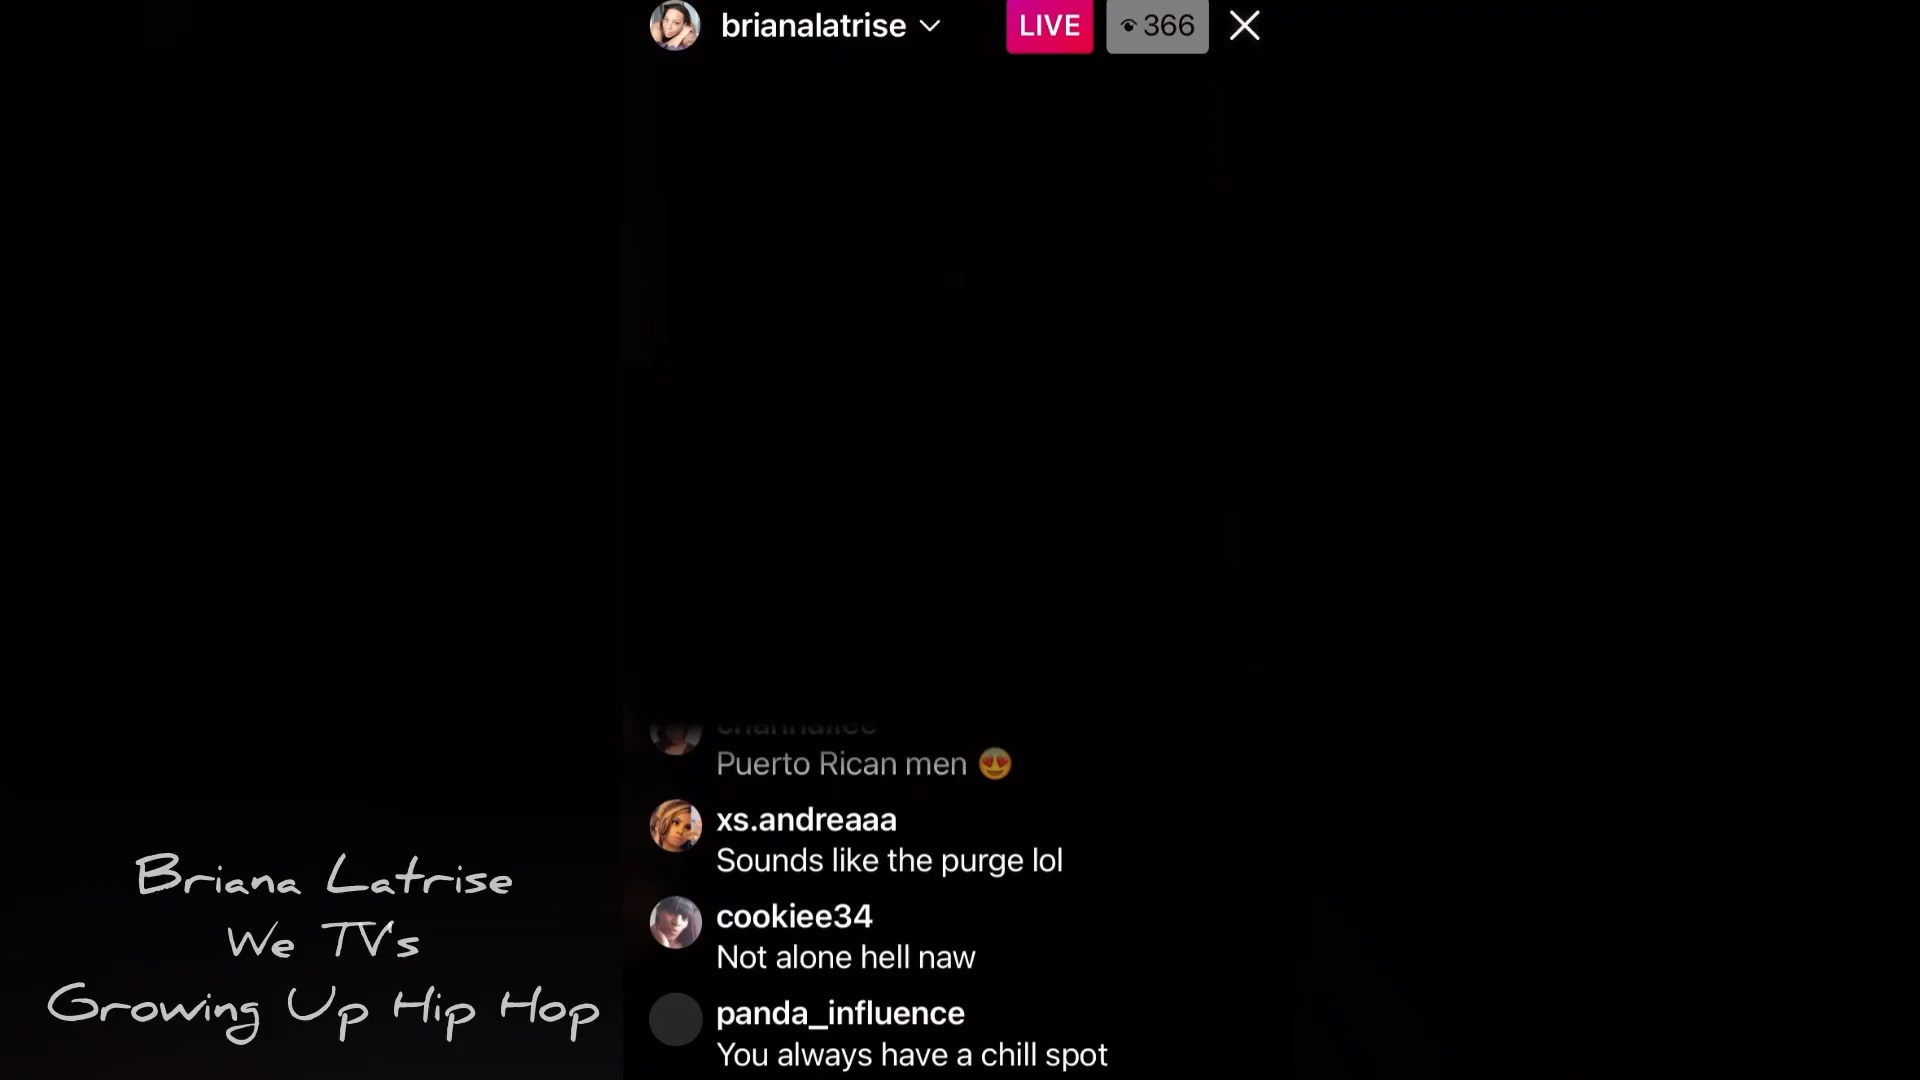 brianalatrise
LIVE
366
Puerto Rican men 😍
xs.andreaaa
Sounds like the purge lol
cookiee34
Not alone hell naw
panda_influence
You always have a chill spot
Briana Latrise
We TV's
Growing Up Hip Hop